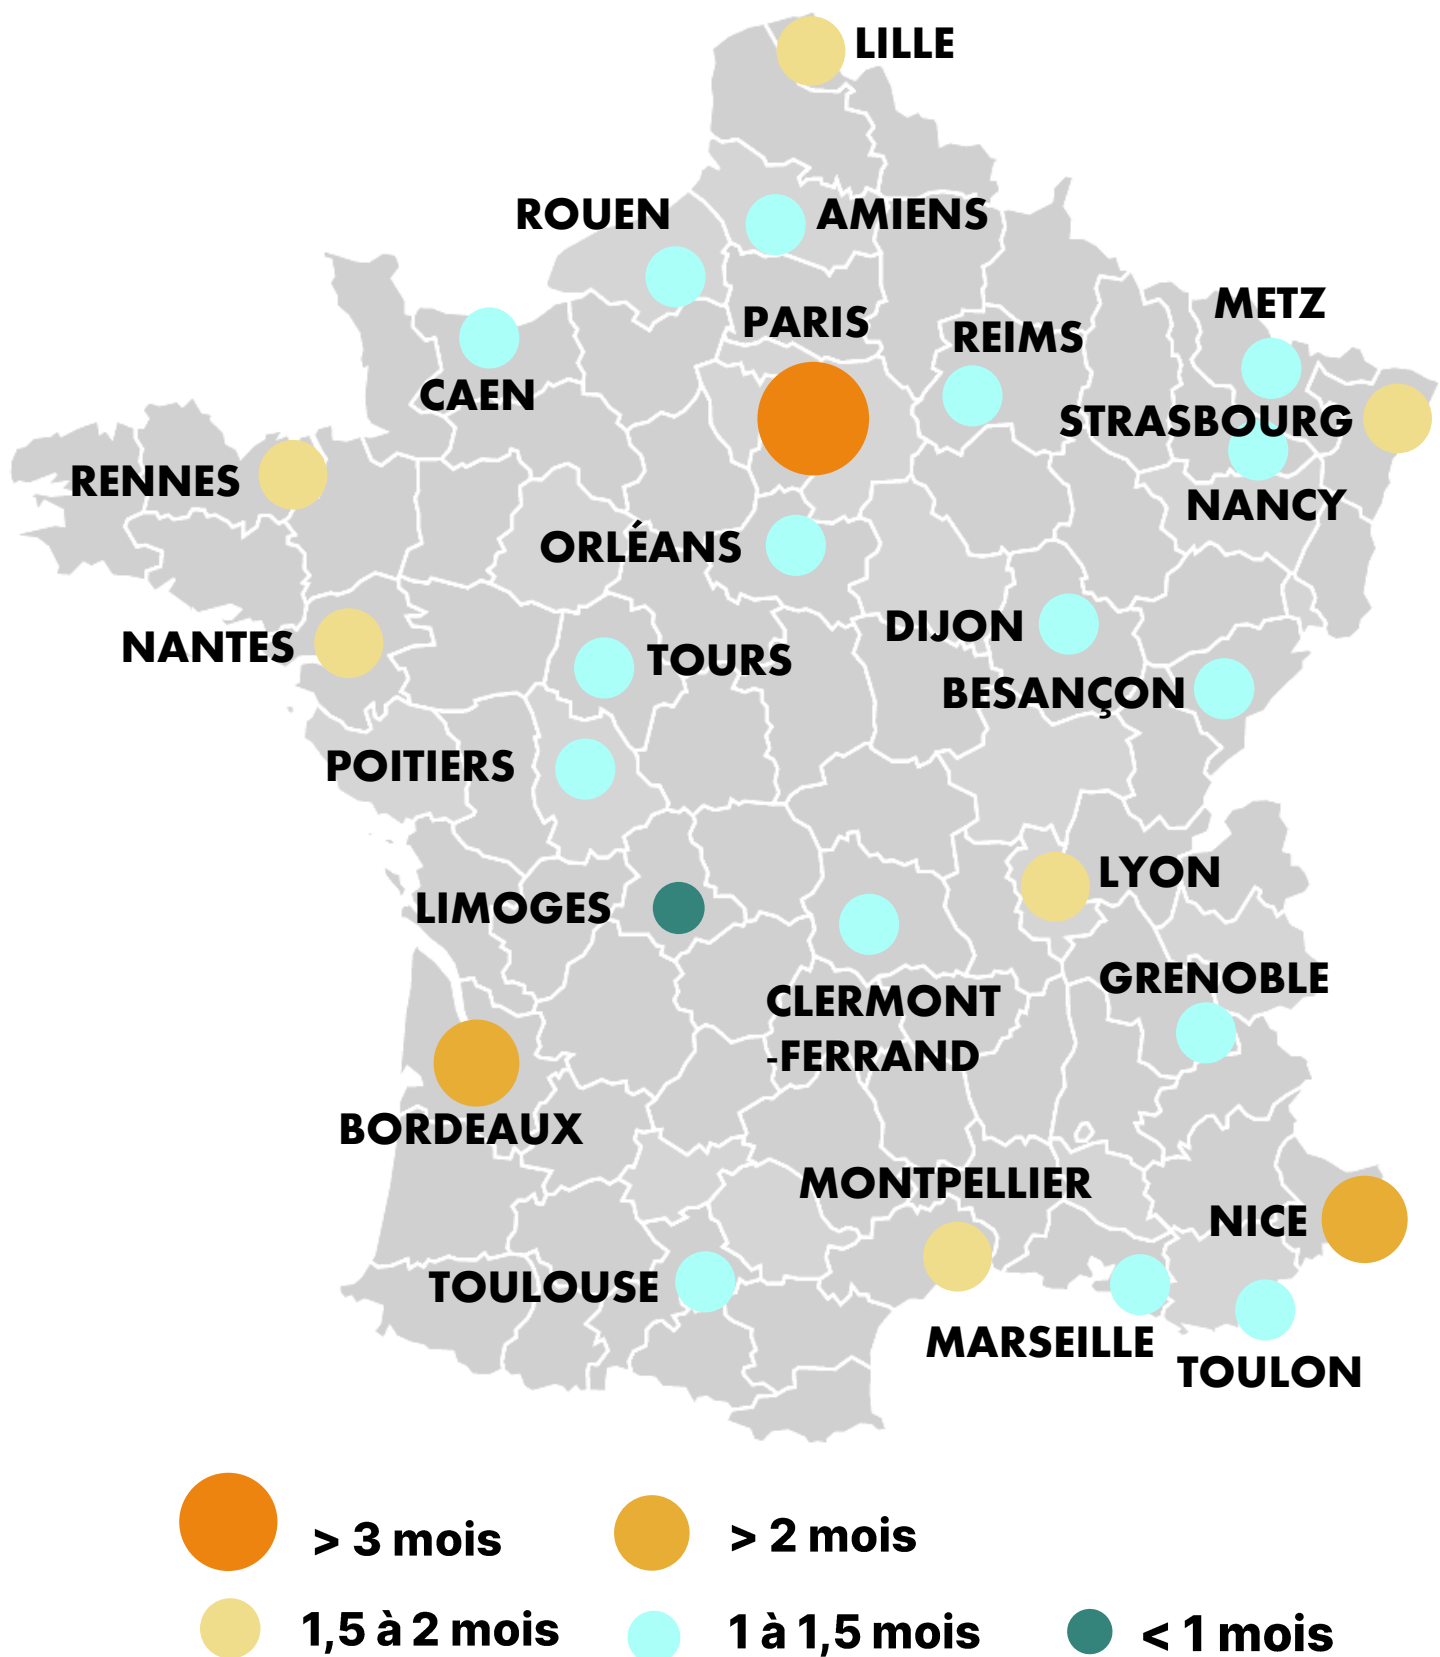 LILLE
ROUEN
AMIENS
METZ
PARIS
REIMS
CAEN
STRASBOURG
RENNES
NANCY
ORLÉANS
DIJON
NANTES
TOURS
BESANÇON
POITIERS
LYON
LIMOGES
GRENOBLE
CLERMONT
-FERRAND
BORDEAUX
MONTPELLIER
NICE
TOULOUSE
MARSEILLE
TOULON
> 3 mois
> 2 mois
1,5 à 2 mois
1 à 1,5 mois
< 1 mois